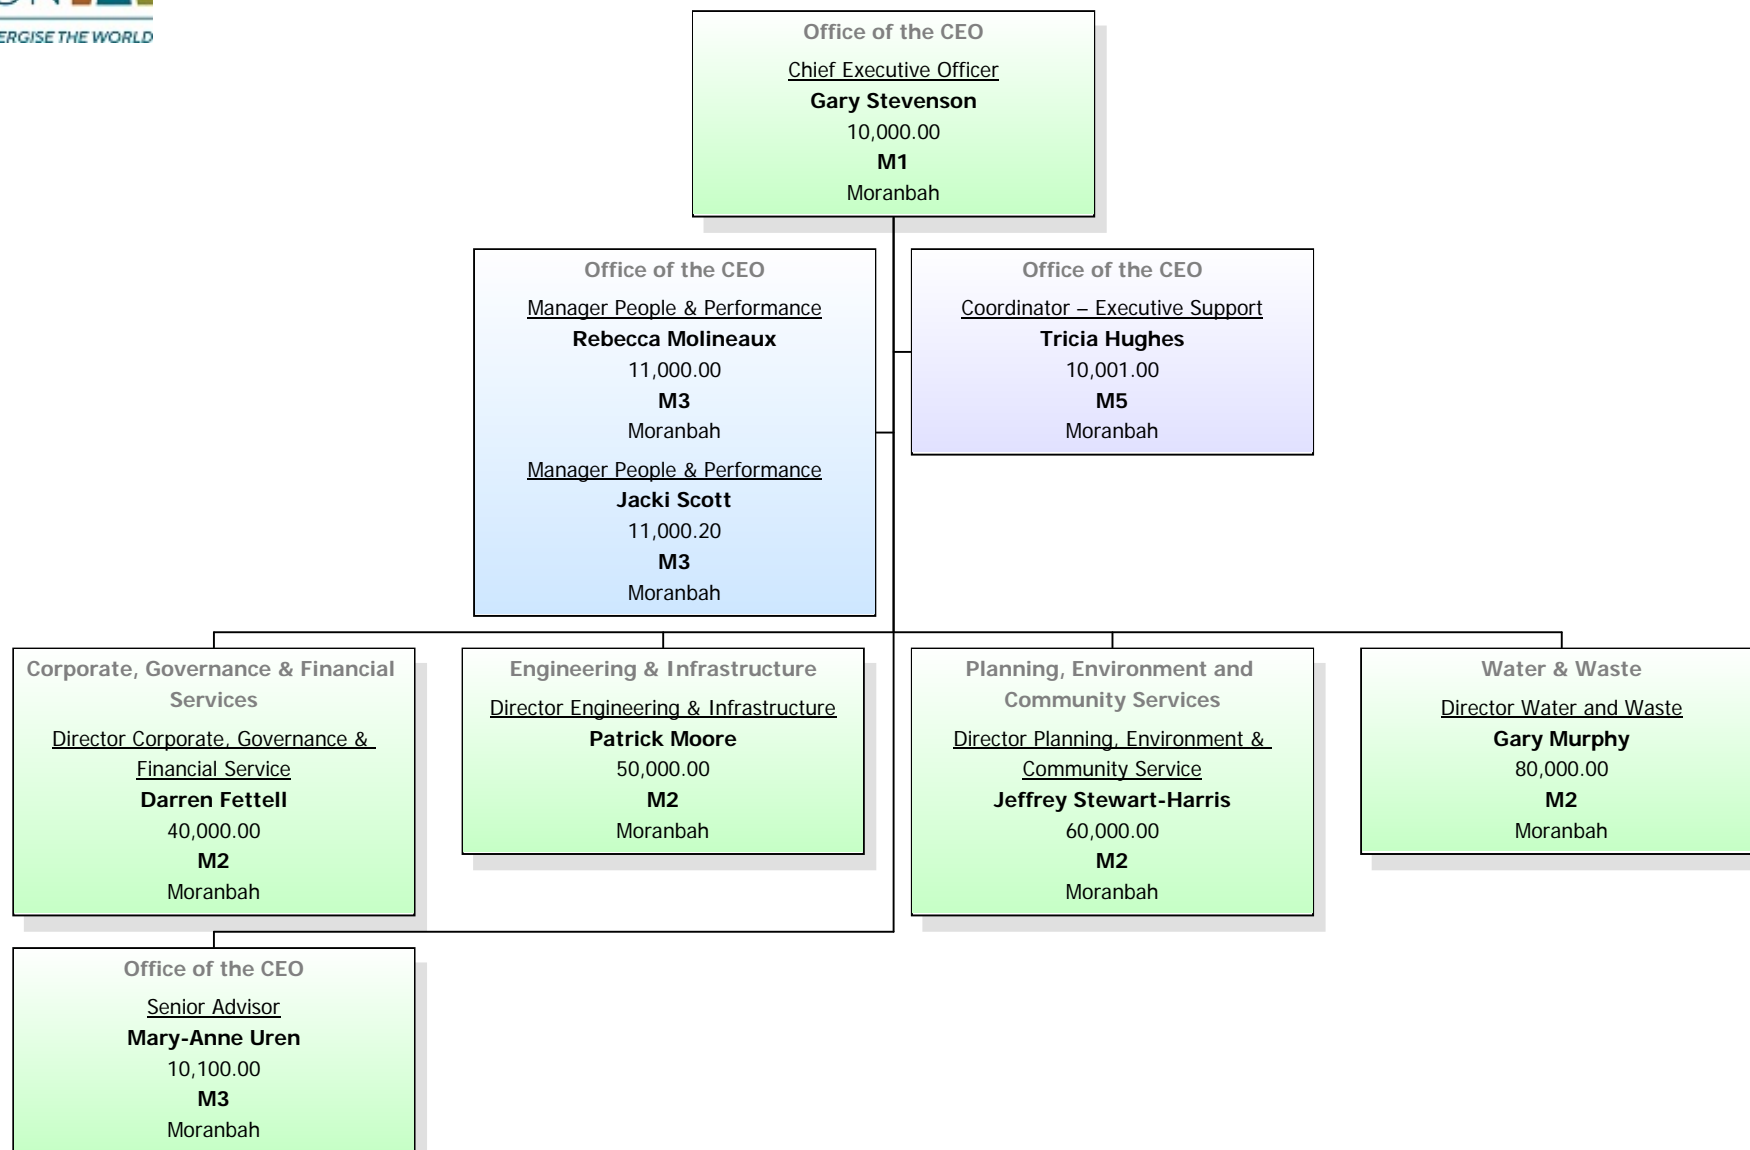 ERGISE THE WORLD
Office of the CEO
Chief Executive Officer
Gary Stevenson
10,000.00
M1
Moranbah
Office of the CEO
Manager People & Performance
Rebecca Molineaux
11,000.00
M3
Moranbah
Manager People & Performance
Jacki Scott
11,000.20
M3
Moranbah
Office of the CEO
Coordinator – Executive Support
Tricia Hughes
10,001.00
M5
Moranbah
Corporate, Governance & Financial
Services
Director Corporate, Governance &
Financial Service
Darren Fettell
40,000.00
M2
Moranbah
Engineering & Infrastructure
Director Engineering & Infrastructure
Patrick Moore
50,000.00
M2
Moranbah
Planning, Environment and
Community Services
Director Planning, Environment &
Community Service
Jeffrey Stewart-Harris
60,000.00
M2
Moranbah
Water & Waste
Director Water and Waste
Gary Murphy
80,000.00
M2
Moranbah
Office of the CEO
Senior Advisor
Mary-Anne Uren
10,100.00
M3
Moranbah